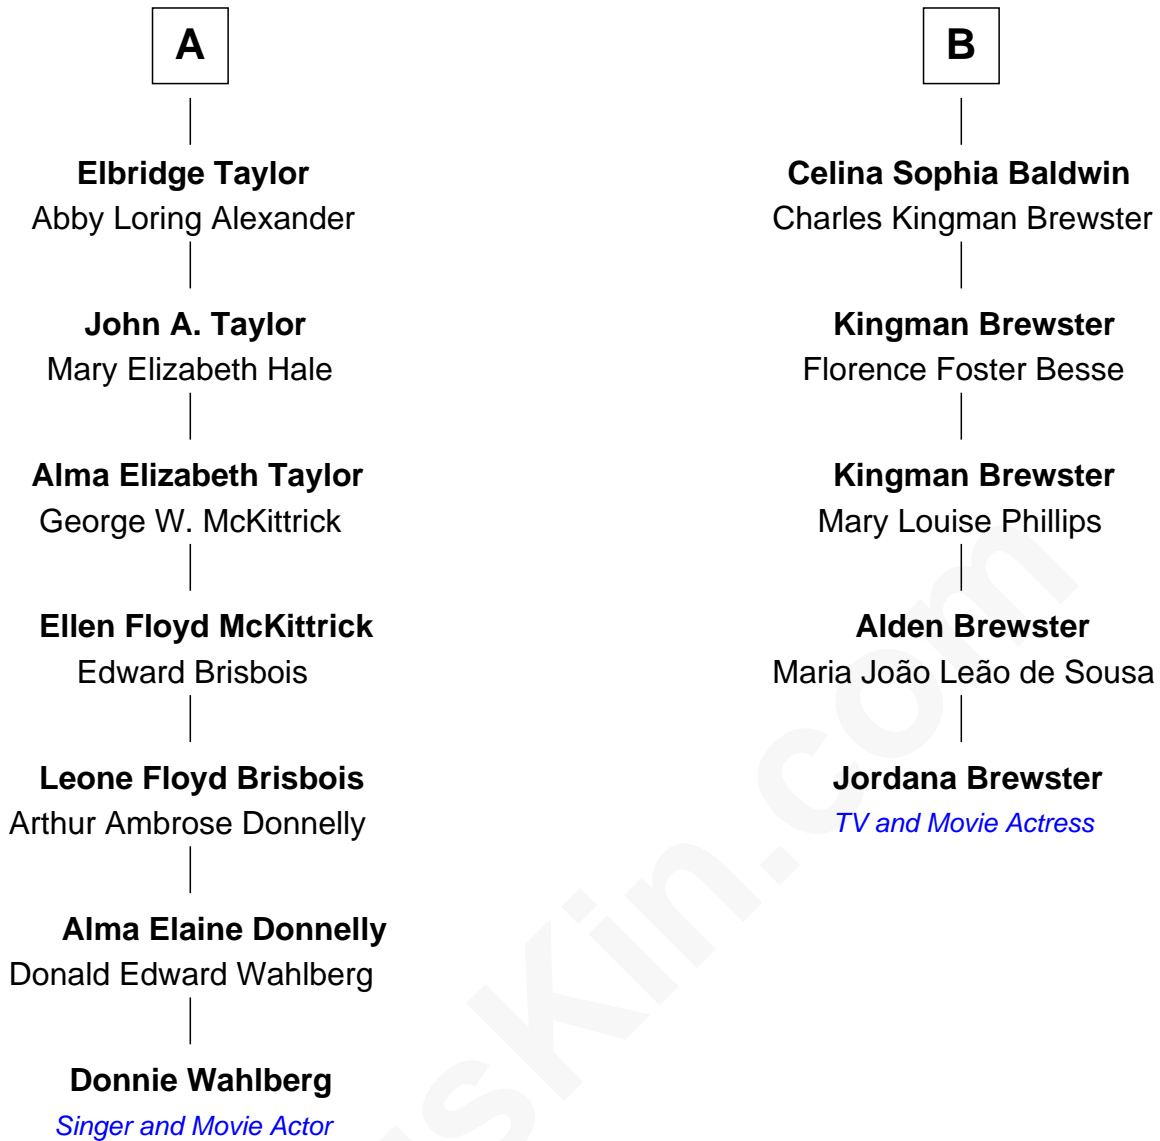 A
Elbridge Taylor
Abby Loring Alexander
John A. Taylor
Mary Elizabeth Hale
Alma Elizabeth Taylor
George W. McKittrick
Ellen Floyd McKittrick
Edward Brisbois
Leone Floyd Brisbois
Arthur Ambrose Donnelly
Alma Elaine Donnelly
Donald Edward Wahlberg
Donnie Wahlberg
Singer and Movie Actor
B
Celina Sophia Baldwin
Charles Kingman Brewster
Kingman Brewster
Florence Foster Besse
Kingman Brewster
Mary Louise Phillips
Alden Brewster
Maria João Leão de Sousa
Jordana Brewster
TV and Movie Actress
sKin.com